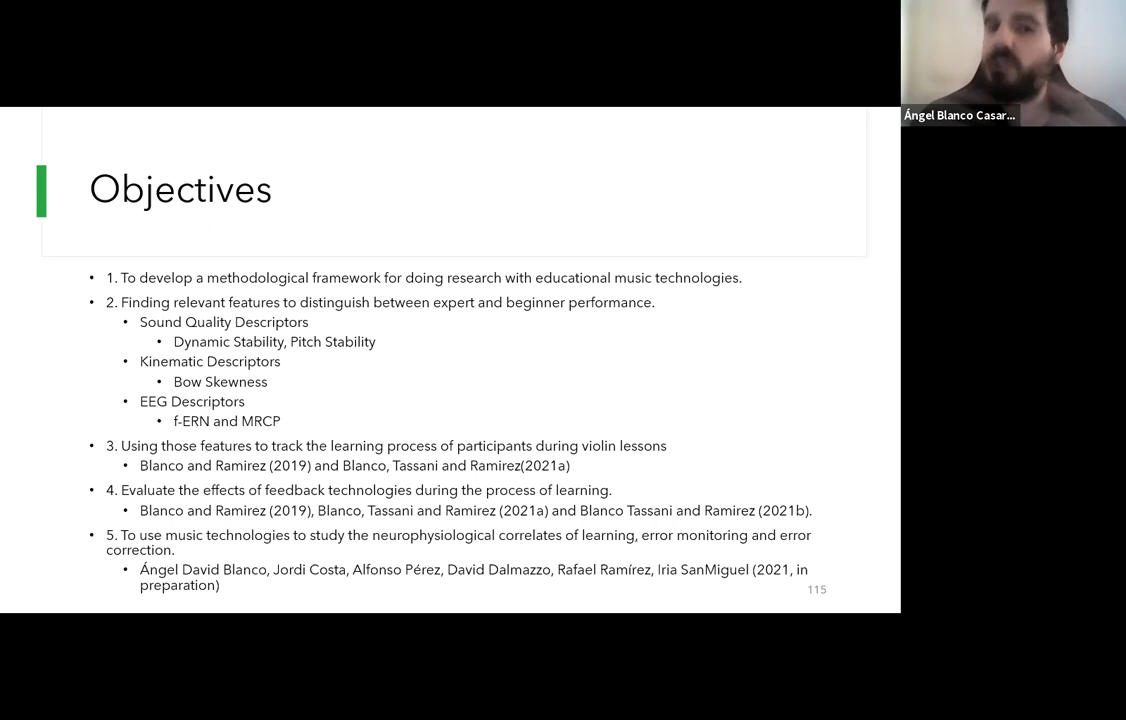 Ángel Blanco Casar...
Objectives
• 1. To develop a methodological framework for doing research with educational music technologies.
• 2. Finding relevant features to distinguish between expert and beginner performance.
• Sound Quality Descriptors
• Dynamic Stability, Pitch Stability
• Kinematic Descriptors
• Bow Skewness
• EEG Descriptors
• f-ERN and MRCP
• 3. Using those features to track the learning process of participants during violin lessons
• Blanco and Ramirez (2019) and Blanco, Tassani and Ramirez(2021a)
• 4. Evaluate the effects of feedback technologies during the process of learning.
• Blanco and Ramirez (2019), Blanco, Tassani and Ramirez (2021a) and Blanco Tassani and Ramirez (2021b).
• 5. To use music technologies to study the neurophysiological correlates of learning, error monitoring and error
correction.
• Ángel David Blanco, Jordi Costa, Alfonso Pérez, David Dalmazzo, Rafael Ramírez, Iria SanMiguel (2021, in
preparation)
115